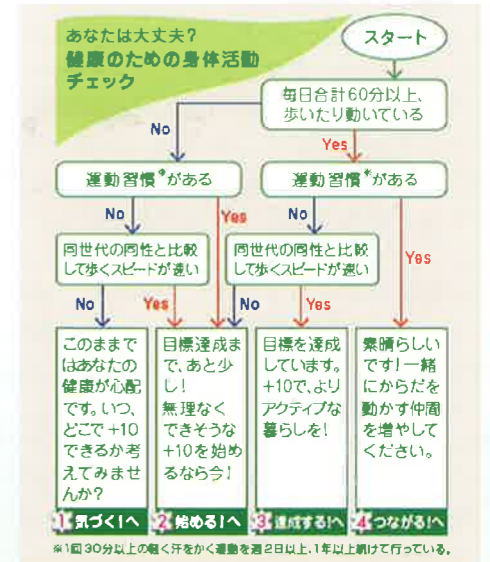 あなたは大丈夫?
健康のための身体活動
チェック
スタート
毎日合計60分以上、
歩いたり動いている
No
Yes
運動習慣*がある
運動習慣*がある
No
Yes
No
Yes
同世代の同性と比較
して歩くスピードが速い
同世代の同性と比較
して歩くスピードが速い
No
Yes
No
Yes
このままで
はあなたの
健康が心配
です。いつ、
どこで+10
できるか考
えてみませ
んか?
目標達成ま
で、あと少
し!
無理なく
できそうな
+10を始め
るなら今!
目標を達成
しています。
+10で、より
アクティブな
暮らしを!
素晴らしい
です!一緒
にからだを
動かす仲間
を増やして
ください。
1 気づく!へ
2 始める!へ
3 達成する!へ
4 つながる!へ
※1回30分以上の軽く汗をかく運動を週2日以上、1年以上続けて行っている。